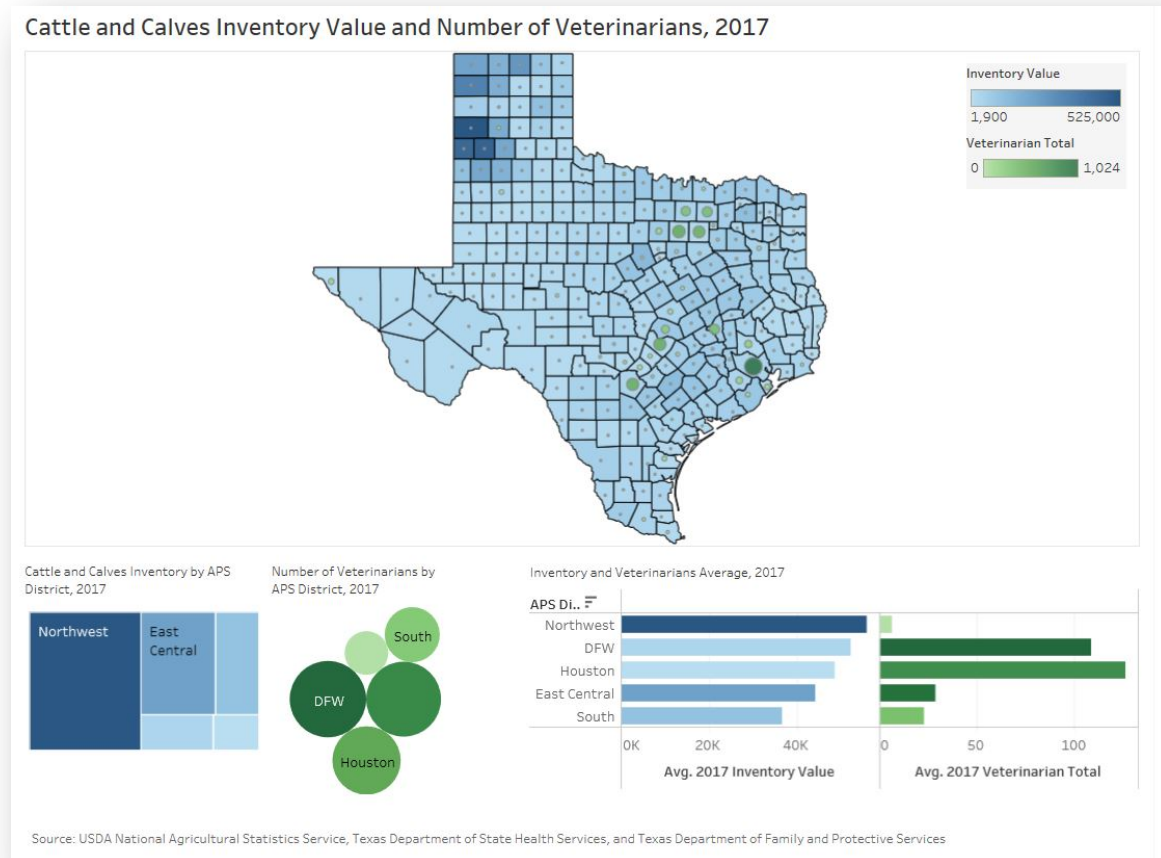 Cattle and Calves Inventory Value and Number of Veterinarians, 2017
Inventory Value
1,900 525,000
Veterinarian Total
0 1,024
Cattle and Calves Inventory by APS
District, 2017
Northwest
East
Central
Number of Veterinarians by
APS District, 2017
South
DFW
Houston
Inventory and Veterinarians Average, 2017
APS Di..
Northwest
DFW
Houston
East Central
South
0K 20K 40K
Avg. 2017 Inventory Value
0 50 100
Avg. 2017 Veterinarian Total
Source: USDA National Agricultural Statistics Service, Texas Department of State Health Services, and Texas Department of Family and Protective Services